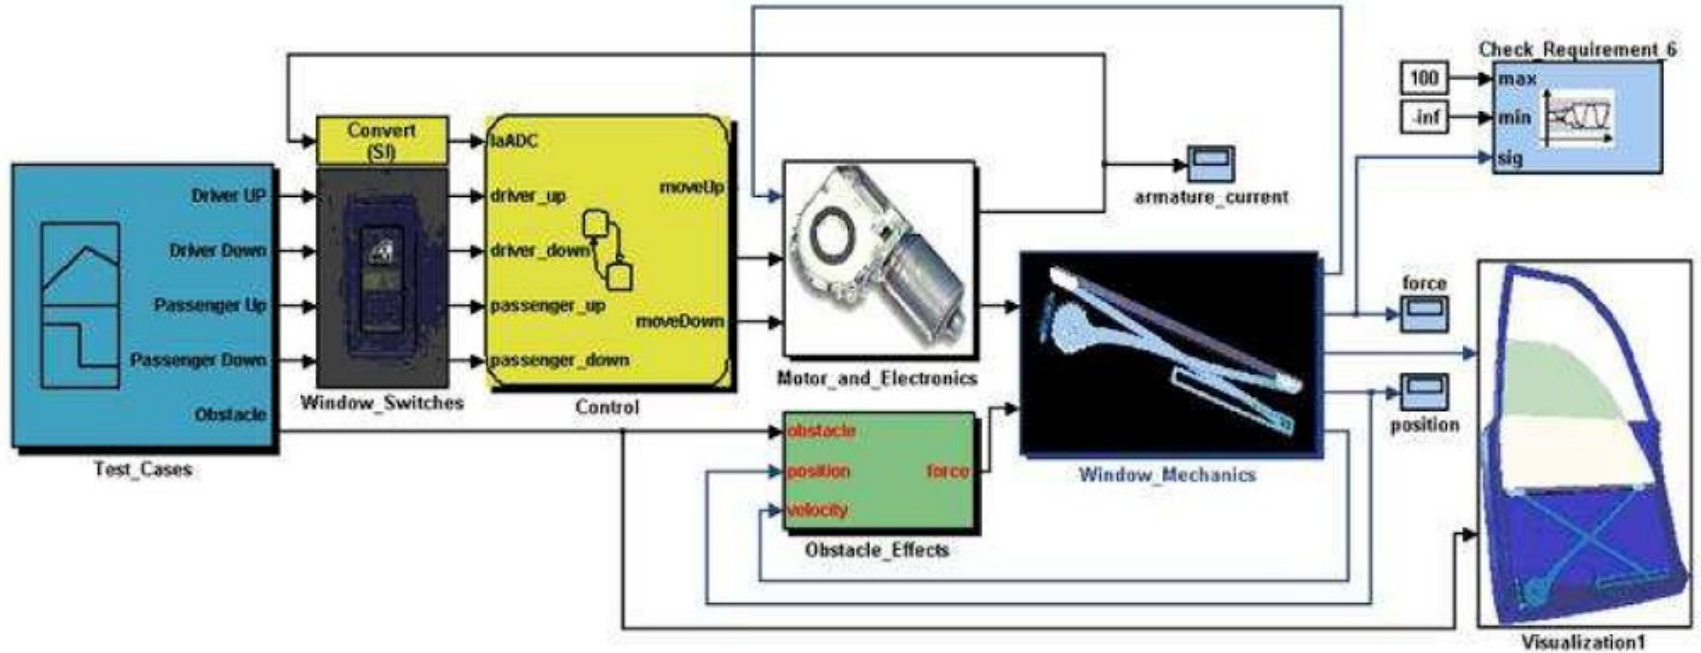 Check_Requirement_6
100
max
-inf
min
sig
Convert
(SI)
IaADC
Driver UP
driver_up
moveUp
armature_current
Driver Down
driver_down
force
Passenger Up
passenger_up
moveDown
Passenger Down
passenger_down
Motor_and_Electronics
Window_Switches
Control
Obstacle
position
obstacle
Test_Cases
position
force
Window_Mechanics
velocity
Obstacle_Effects
Visualization1